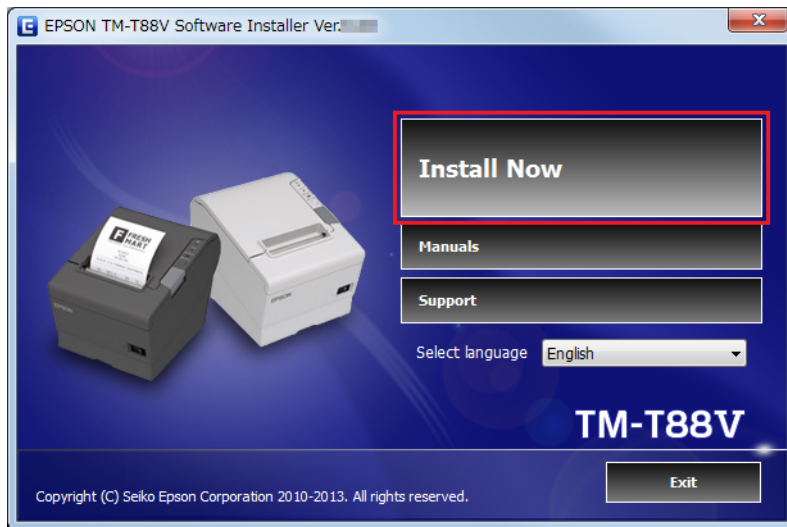 EPSON TM-T88V Software Installer Ver.
Install Now
FRESH
MART
EPSON
EPSON
Manuals
Support
Select language English
TM-T88V
Exit
Copyright (C) Seiko Epson Corporation 2010-2013. All rights reserved.